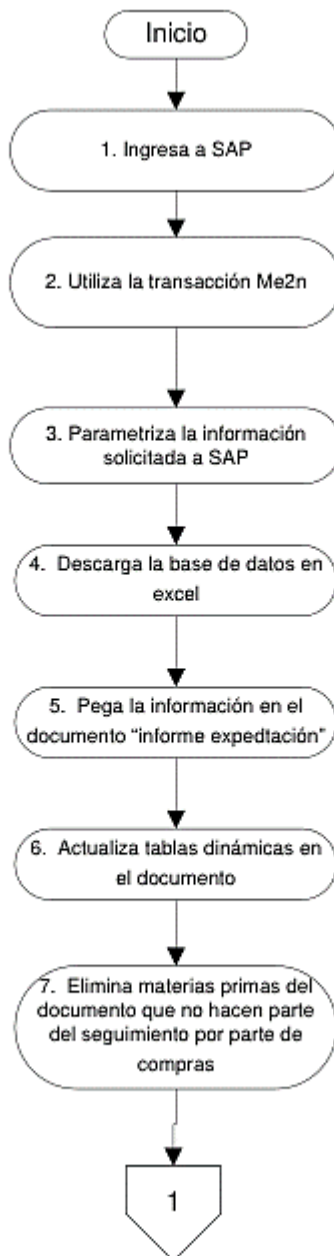 Inicio
1. Ingresa a SAP
2. Utiliza la transacción Me2n
3. Parametriza la información
solicitada a SAP
4. Descarga la base de datos en
excel
5. Pega la información en el
documento “informe expedtación”
6. Actualiza tablas dinámicas en
el documento
7. Elimina materias primas del
documento que no hacen parte
del seguimiento por parte de
compras
1